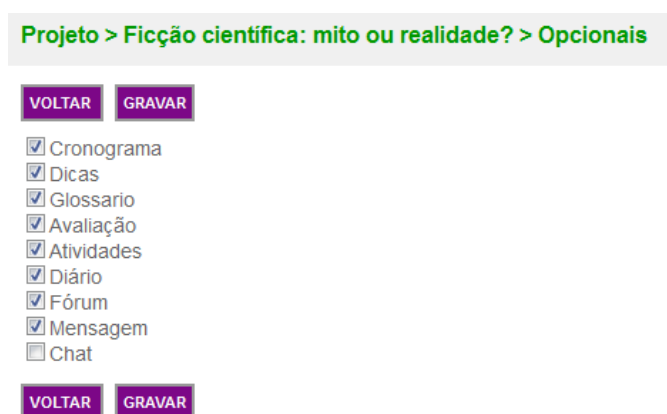 Projeto > Ficção científica: mito ou realidade? > Opcionais
VOLTAR GRAVAR
Cronograma
Dicas
Glossario
Avaliação
Atividades
Diário
Fórum
Mensagem
Chat
VOLTAR GRAVAR